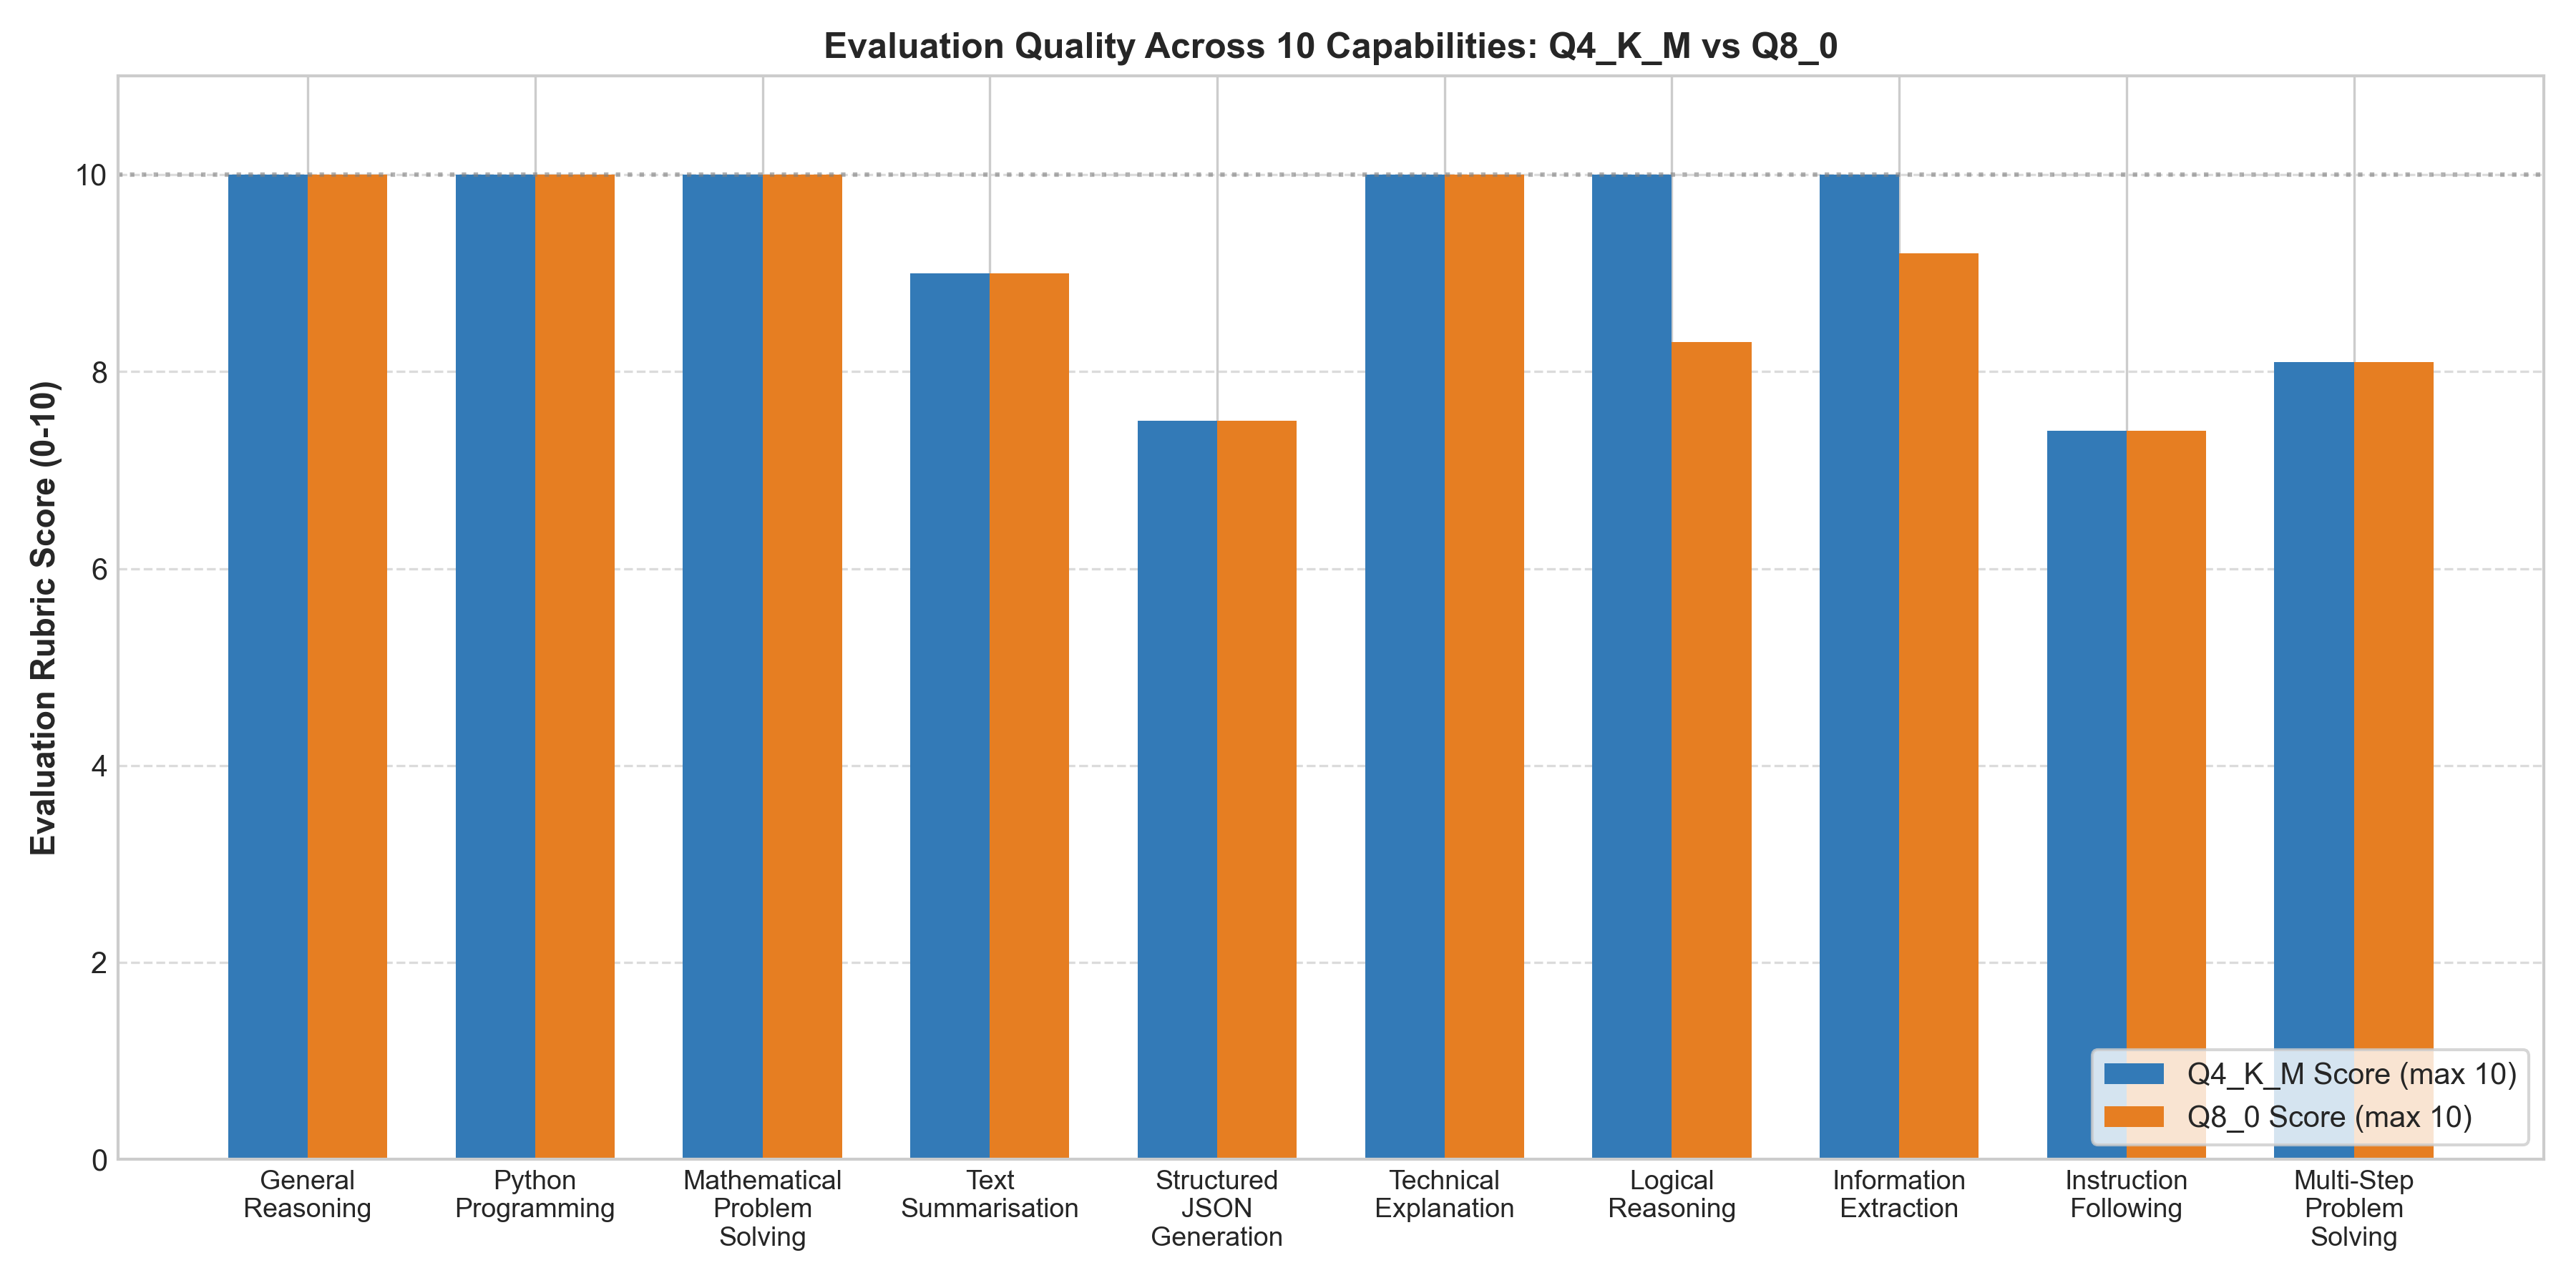 Evaluation Quality Across 10 Capabilities: Q4_K_M vs Q8_0
Evaluation Rubric Score (0-10)
10
8
6
4
2
0
General
Reasoning
Python
Programming
Mathematical
Problem
Solving
Text
Summarisation
Structured
JSON
Generation
Technical
Explanation
Logical
Reasoning
Information
Extraction
Instruction
Following
Multi-Step
Problem
Solving
Q4_K_M Score (max 10)
Q8_0 Score (max 10)